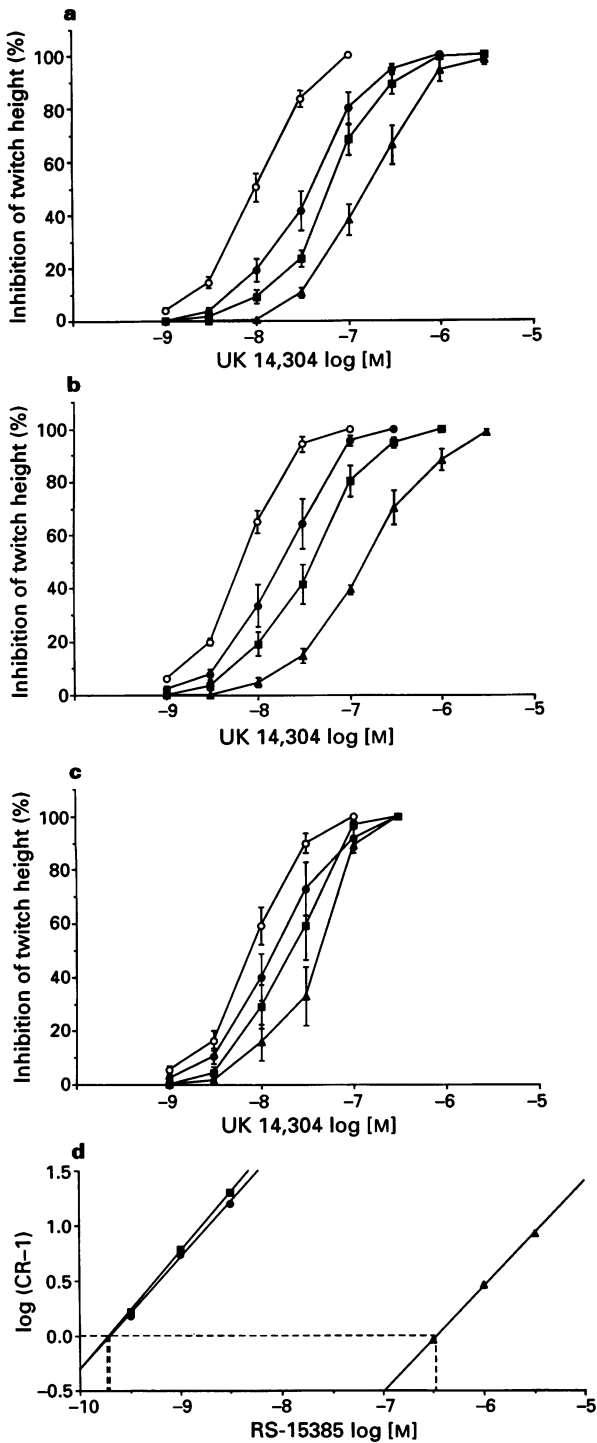 a
Inhibition of twitch height (%)
100
80
60
40
20
0
−9 −8 −7 −6 −5
UK 14,304 log [M]
b
Inhibition of twitch height (%)
100
80
60
40
20
0
−9 −8 −7 −6 −5
UK 14,304 log [M]
c
Inhibition of twitch height (%)
100
80
60
40
20
0
−9 −8 −7 −6 −5
UK 14,304 log [M]
d
log (CR−1)
1.5
1.0
0.5
0.0
−0.5
−10 −9 −8 −7 −6 −5
RS-15385 log [M]